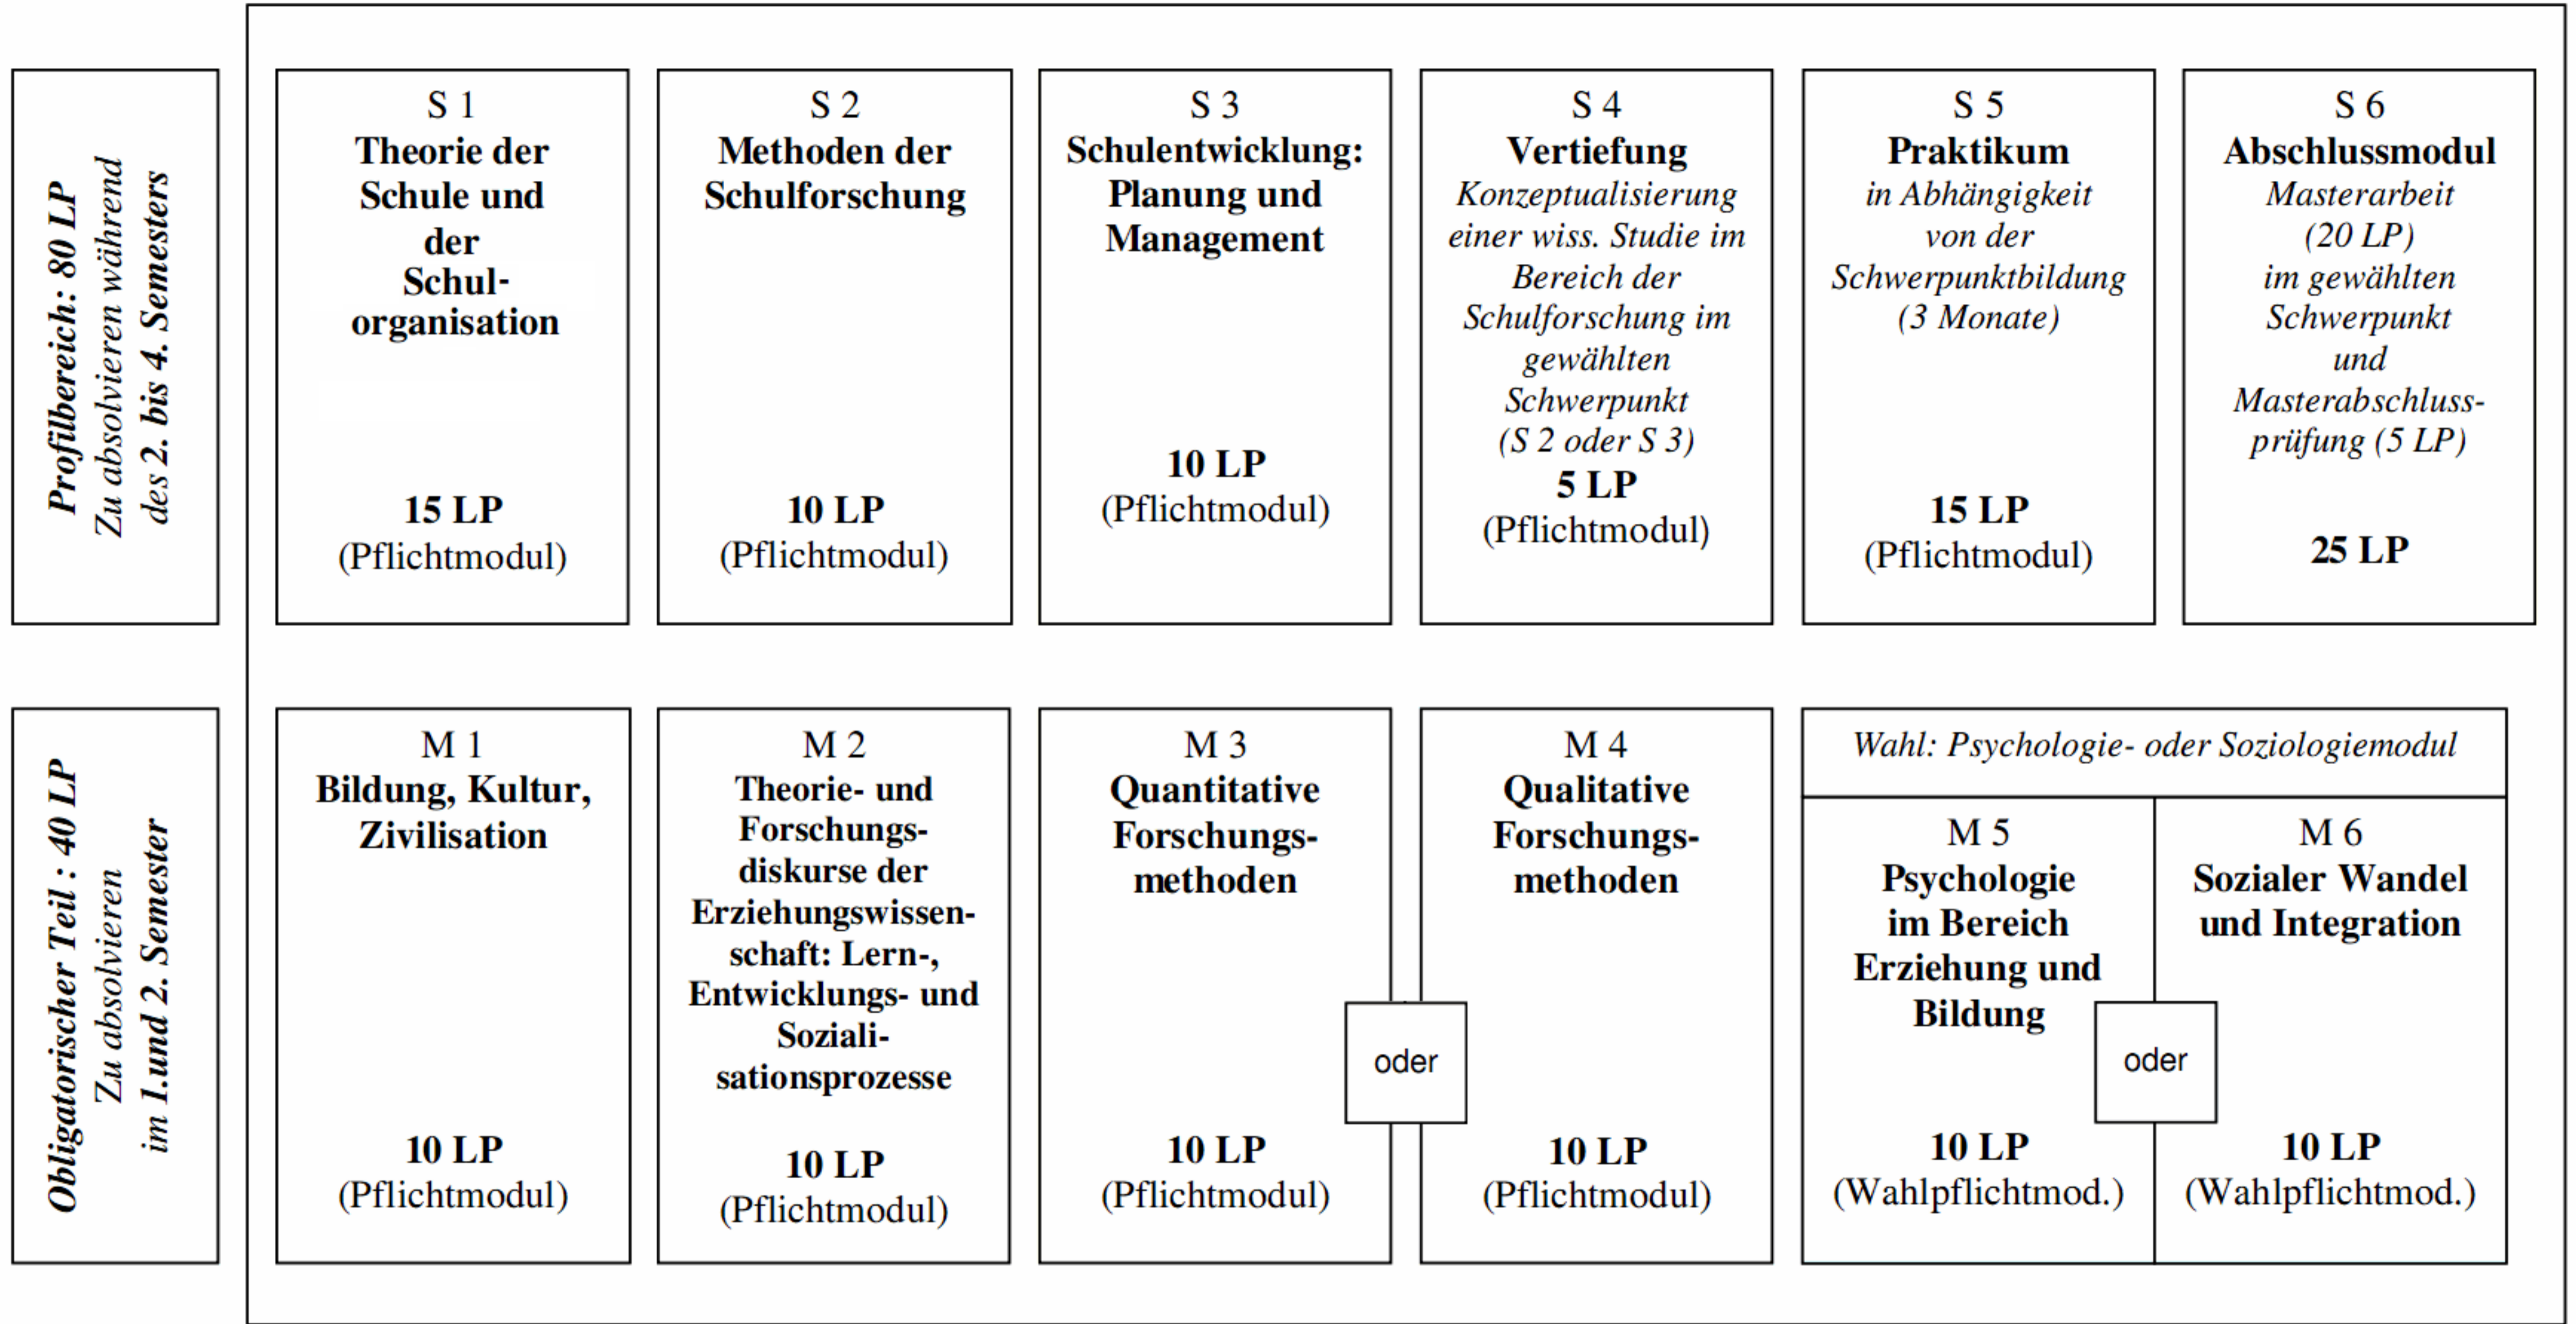 Profilbereich: 80 LP
Zu absolvieren während
des 2. bis 4. Semesters
S 1
Theorie der
Schule und
der
Schul-
organisation
15 LP
(Pflichtmodul)
S 2
Methoden der
Schulforschung
10 LP
(Pflichtmodul)
S 3
Schulentwicklung:
Planung und
Management
10 LP
(Pflichtmodul)
S 4
Vertiefung
Konzeptualisierung
einer wiss. Studie im
Bereich der
Schulforschung im
gewählten
Schwerpunkt
(S 2 oder S 3)
5 LP
(Pflichtmodul)
S 5
Praktikum
in Abhängigkeit
von der
Schwerpunktbildung
(3 Monate)
15 LP
(Pflichtmodul)
S 6
Abschlussmodul
Masterarbeit
(20 LP)
im gewählten
Schwerpunkt
und
Masterabschluss-
prüfung (5 LP)
25 LP
Obligatorischer Teil : 40 LP
Zu absolvieren
im 1.und 2. Semester
M 1
Bildung, Kultur,
Zivilisation
10 LP
(Pflichtmodul)
M 2
Theorie- und
Forschungs-
diskurse der
Erziehungswissen-
schaft: Lern-,
Entwicklungs- und
Soziali-
sationsprozesse
10 LP
(Pflichtmodul)
M 3
Quantitative
Forschungs-
methoden
10 LP
(Pflichtmodul)
oder
M 4
Qualitative
Forschungs-
methoden
10 LP
(Pflichtmodul)
Wahl: Psychologie- oder Soziologiemodul
M 5
Psychologie
im Bereich
Erziehung und
Bildung
10 LP
(Wahlpflichtmod.)
oder
M 6
Sozialer Wandel
und Integration
10 LP
(Wahlpflichtmod.)